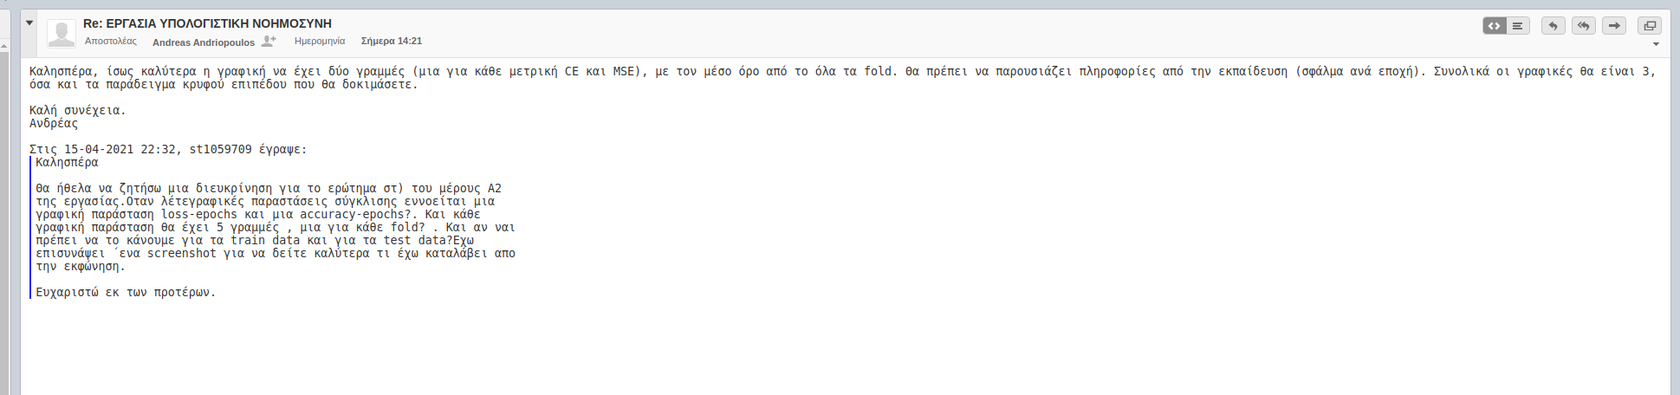 Re: ΕΡΓΑΣΙΑ ΥΠΟΛΟΓΙΣΤΙΚΗ ΝΟΗΜΟΣΥΝΗ
Αποστολέας Andreas Andriopoulos Ημερομηνία Σήμερα 14:21
Καλησπέρα, ίσως καλύτερα η γραφική να έχει δύο γραμμές (μια για κάθε μετρική CE και MSE), με τον μέσο όρο από το όλα τα fold. Θα πρέπει να παρουσιάζει πληροφορίες από την εκπαίδευση (σφάλμα ανά εποχή). Συνολικά οι γραφικές θα είναι 3,
όσα και τα παράδειγμα κρυφού επιπέδου που θα δοκιμάσετε.
Καλή συνέχεια.
Ανδρέας
Στις 15-04-2021 22:32, st1059709 έγραψε:
Καλησπέρα
Θα ήθελα να ζητήσω μια διευκρίνηση για το ερώτημα στ) του μέρους Α2
της εργασίας.Όταν λέτεγραφικές παραστάσεις σύγκλισης εννοείται μια
γραφική παράσταση loss-epochs και μια accuracy-epochs?. Και κάθε
γραφική παράσταση θα έχει 5 γραμμές , μια για κάθε fold? . Και αν ναι
πρέπει να το κάνουμε για τα train data και για τα test data?Εχω
επισυνάψει ΄ενα screenshot για να δείτε καλύτερα τι έχω καταλάβει απο
την εκφώνηση.
Ευχαριστώ εκ των προτέρων.